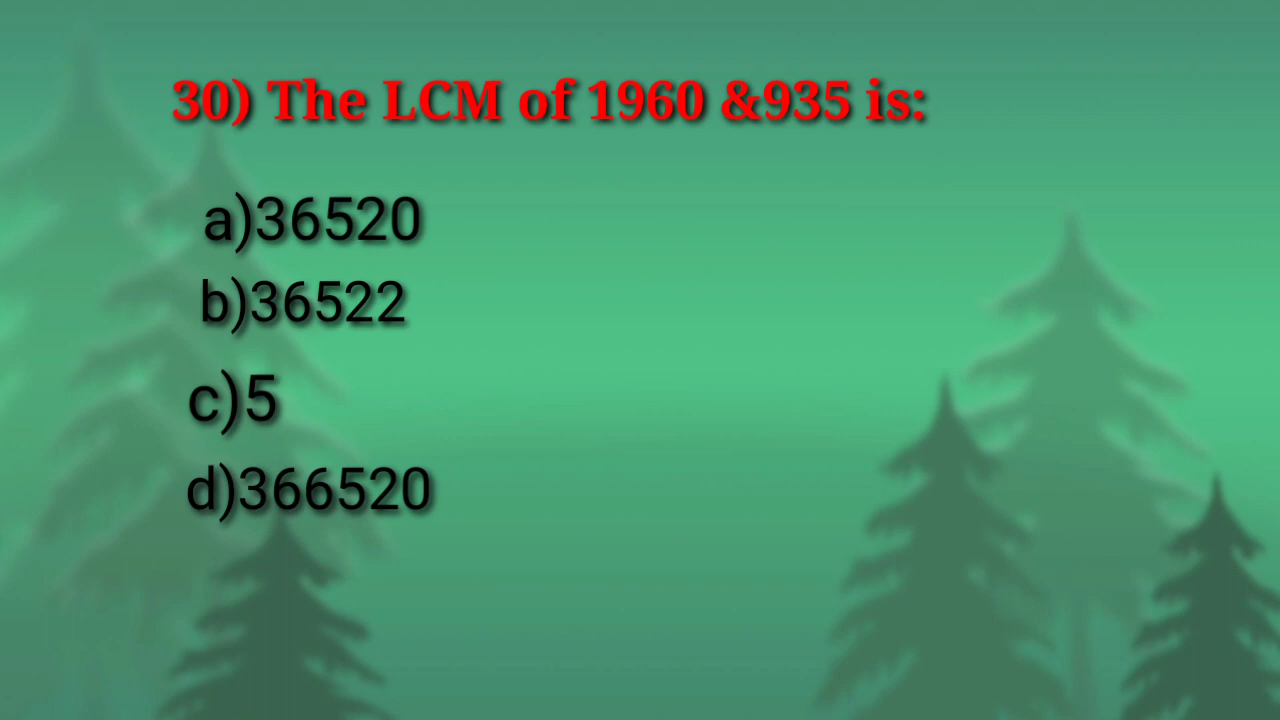 30) The LCM of 1960 &935 is:
a)36520
b)36522
c)5
d)366520